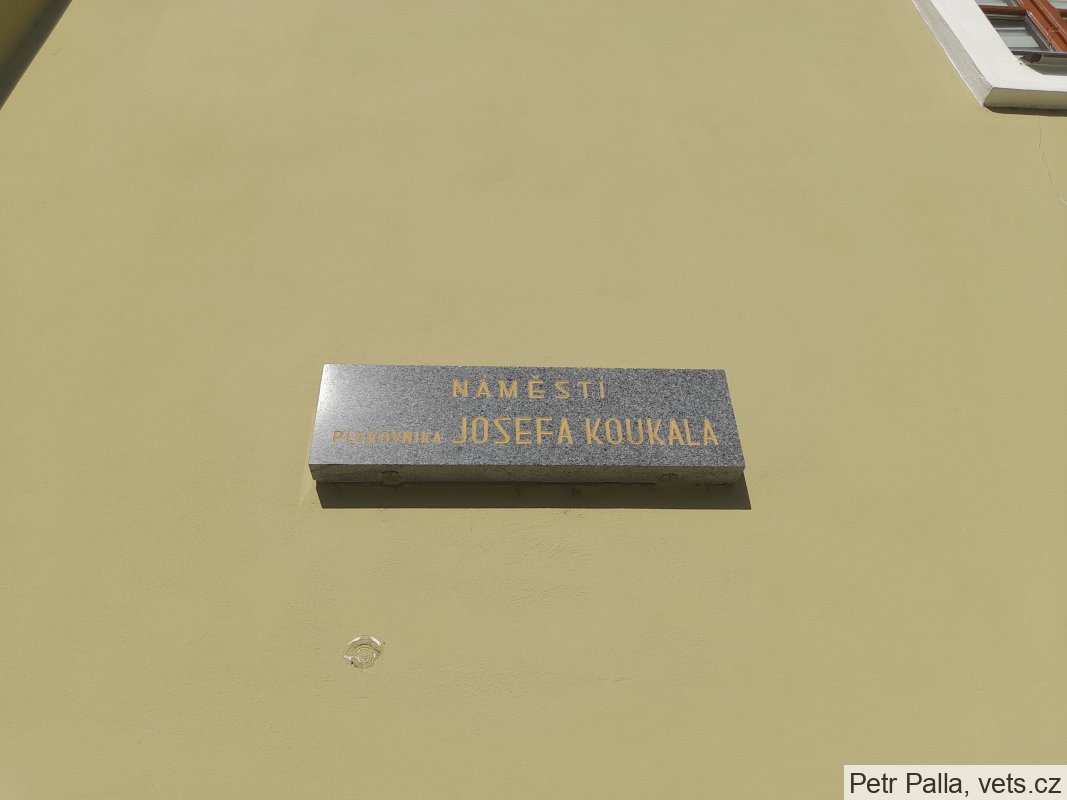 NÁMĚSTÍ
PLUKOVNÍKA JOSEFA KOUKALA
Petr Palla, vets.cz